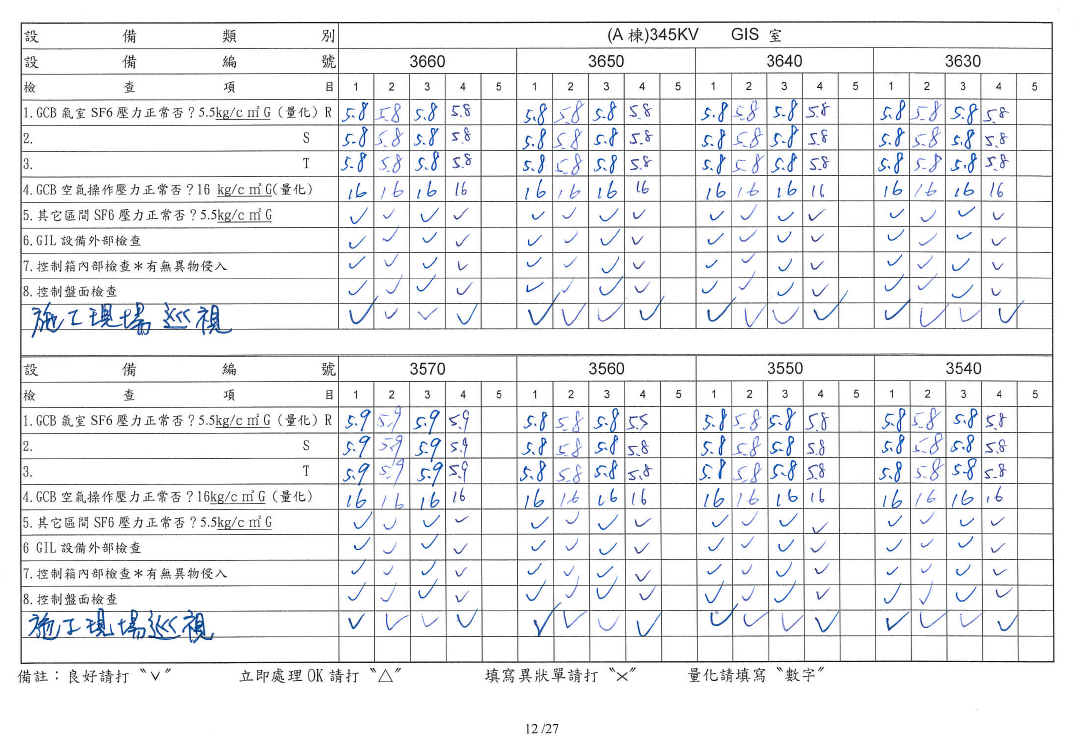 設 備 類 別 (A 棟)345KV GIS 室
設 備 編 號 3660 3650 3640 3630
檢 查 項 目 1 2 3 4 5 1 2 3 4 5 1 2 3 4 5 1 2 3 4 5
1.GCB 氣室 SF6 壓力正常否？5.5kg/c㎡G (量化) R 5.8 5.8 5.8 5.8 5.8 5.8 5.8 5.8 5.8 5.8 5.8 5.8 5.8 5.8 5.8 5.8
2. S 5.8 5.8 5.8 5.8 5.8 5.8 5.8 5.8 5.8 5.8 5.8 5.8 5.8 5.8 5.8 5.8
3. T 5.8 5.8 5.8 5.8 5.8 5.8 5.8 5.8 5.8 5.8 5.8 5.8 5.8 5.8 5.8 5.8
4.GCB 空氣操作壓力正常否？16 kg/c㎡G(量化) 16 16 16 16 16 16 16 16 16 16 16 16 16 16 16 16
5.其它區間 SF6 壓力正常否？5.5kg/c㎡G ✓ ✓ ✓ ✓ ✓ ✓ ✓ ✓ ✓ ✓ ✓ ✓ ✓ ✓ ✓ ✓
6.GIL 設備外部檢查 ✓ ✓ ✓ ✓ ✓ ✓ ✓ ✓ ✓ ✓ ✓ ✓ ✓ ✓ ✓ ✓
7.控制箱內部檢查＊有無異物侵入 ✓ ✓ ✓ ✓ ✓ ✓ ✓ ✓ ✓ ✓ ✓ ✓ ✓ ✓ ✓ ✓
8.控制盤面檢查 ✓ ✓ ✓ ✓ ✓ ✓ ✓ ✓ ✓ ✓ ✓ ✓ ✓ ✓ ✓ ✓
施工現場巡視 ✓ ✓ ✓ ✓ ✓ ✓ ✓ ✓ ✓ ✓ ✓ ✓ ✓ ✓ ✓ ✓
設 備 編 號 3570 3560 3550 3540
檢 查 項 目 1 2 3 4 5 1 2 3 4 5 1 2 3 4 5 1 2 3 4 5
1.GCB 氣室 SF6 壓力正常否？5.5kg/c㎡G (量化) R 5.9 5.9 5.9 5.9 5.8 5.8 5.8 5.5 5.8 5.8 5.8 5.8 5.8 5.8 5.8 5.8
2. S 5.9 5.9 5.9 5.9 5.8 5.8 5.8 5.8 5.8 5.8 5.8 5.8 5.8 5.8 5.8 5.8
3. T 5.9 5.9 5.9 5.9 5.8 5.8 5.8 5.8 5.8 5.8 5.8 5.8 5.8 5.8 5.8 5.8
4.GCB 空氣操作壓力正常否？16kg/c㎡G (量化) 16 16 16 16 16 16 16 16 16 16 16 16 16 16 16 16
5.其它區間 SF6 壓力正常否？5.5kg/c㎡G ✓ ✓ ✓ ✓ ✓ ✓ ✓ ✓ ✓ ✓ ✓ ✓ ✓ ✓ ✓ ✓
6 GIL 設備外部檢查 ✓ ✓ ✓ ✓ ✓ ✓ ✓ ✓ ✓ ✓ ✓ ✓ ✓ ✓ ✓ ✓
7.控制箱內部檢查＊有無異物侵入 ✓ ✓ ✓ ✓ ✓ ✓ ✓ ✓ ✓ ✓ ✓ ✓ ✓ ✓ ✓ ✓
8.控制盤面檢查 ✓ ✓ ✓ ✓ ✓ ✓ ✓ ✓ ✓ ✓ ✓ ✓ ✓ ✓ ✓ ✓
施工現場巡視 ✓ ✓ ✓ ✓ ✓ ✓ ✓ ✓ ✓ ✓ ✓ ✓ ✓ ✓ ✓ ✓
備註：良好請打〝∨〞 立即處理 OK 請打〝△〞 填寫異狀單請打〝×〞 量化請填寫〝數字〞
12 /27